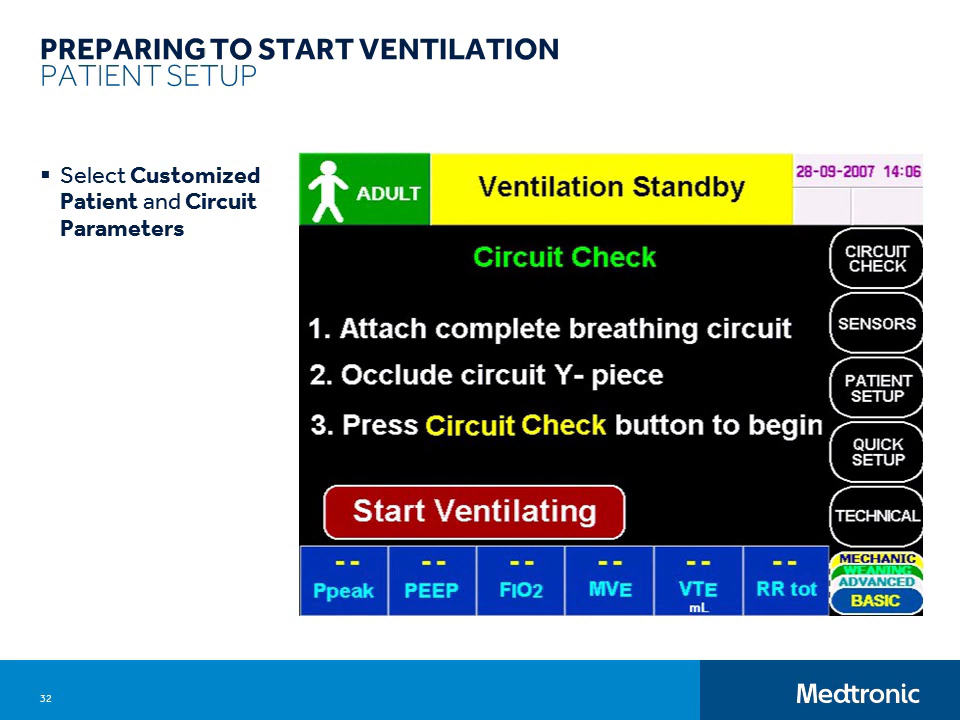 PREPARING TO START VENTILATION
PATIENT SETUP
▪ Select Customized
Patient and Circuit
Parameters
ADULT
Ventilation Standby
28-09-2007 14:06
Circuit Check
1. Attach complete breathing circuit
2. Occlude circuit Y- piece
3. Press Circuit Check button to begin
Start Ventilating
CIRCUIT
CHECK
SENSORS
PATIENT
SETUP
QUICK
SETUP
TECHNICAL
MECHANIC
WEANING
ADVANCED
BASIC
-- -- -- -- -- --
Ppeak PEEP FIO2 MVE VTE RR tot
mL
32
Medtronic